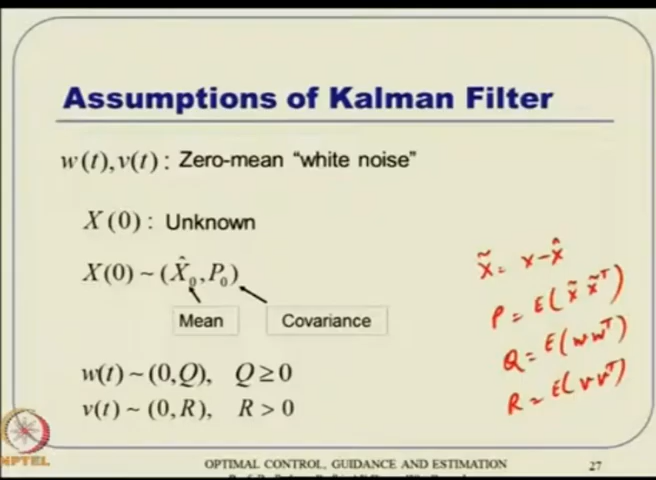 Assumptions of Kalman Filter
w(t), v(t) : Zero-mean “white noise”
X(0) : Unknown
X(0) ~ (X̂₀, P₀)
Mean
Covariance
w(t) ~ (0, Q), Q ≥ 0
v(t) ~ (0, R), R > 0
x̃ = x - x̂
P = E(x̃ x̃ᵀ)
Q = E(w wᵀ)
R = E(v vᵀ)
NPTEL
OPTIMAL CONTROL, GUIDANCE AND ESTIMATION
27